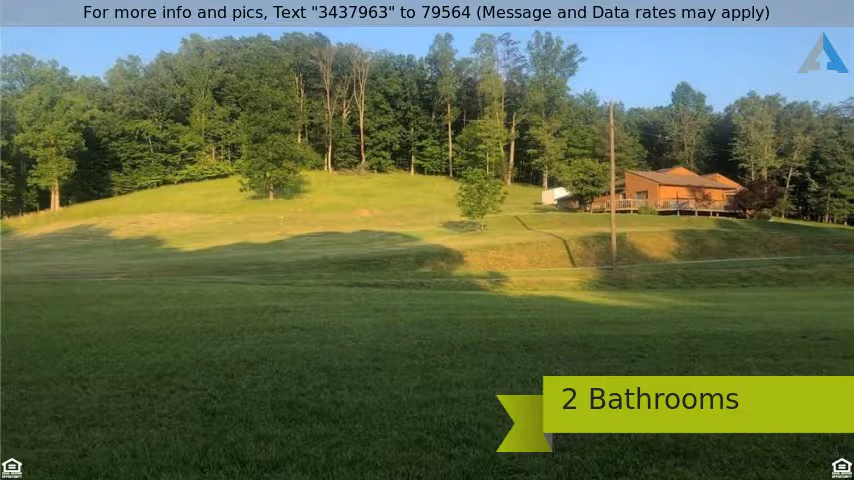 For more info and pics, Text "3437963" to 79564 (Message and Data rates may apply)
2 Bathrooms